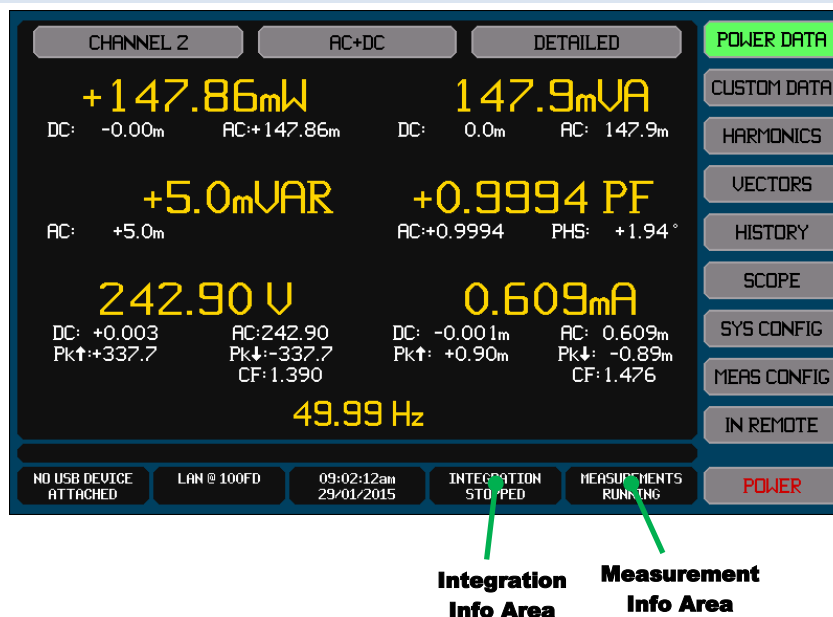 CHANNEL 2 AC+DC DETAILED
+147.86mW 147.9mVA
DC: -0.00m AC:+147.86m DC: 0.0m AC: 147.9m
+5.0mVAR +0.9994 PF
AC: +5.0m AC:+0.9994 PHS: +1.94°
242.90 V 0.609mA
DC: +0.003 AC:242.90 DC: -0.001m AC: 0.609m
Pk↑:+337.7 Pk↓:-337.7 Pk↑: +0.90m Pk↓: -0.89m
CF:1.390 CF:1.476
49.99 Hz
NO USB DEVICE
ATTACHED
LAN @ 100FD
09:02:12am
29/01/2015
INTEGRATION
STOPPED
MEASUREMENTS
RUNNING
POWER DATA
CUSTOM DATA
HARMONICS
VECTORS
HISTORY
SCOPE
SYS CONFIG
MEAS CONFIG
IN REMOTE
POWER
Integration
Info Area
Measurement
Info Area